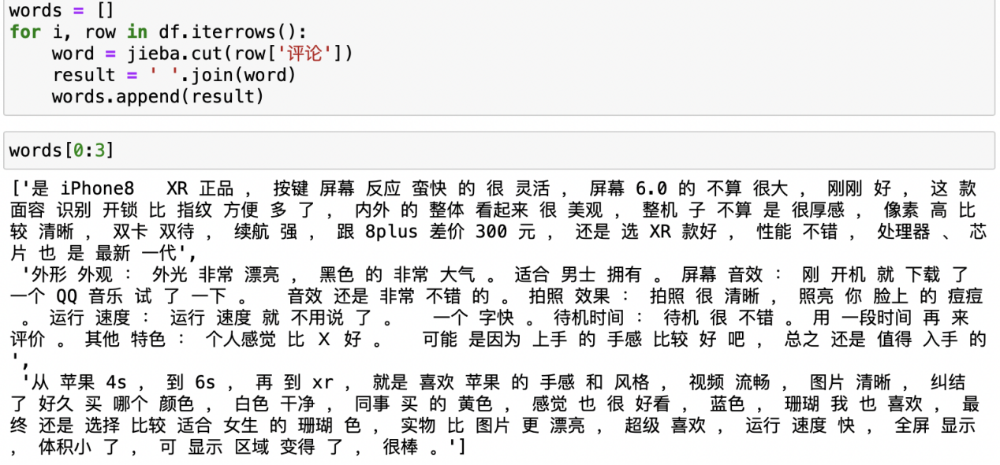 words = []
for i, row in df.iterrows():
    word = jieba.cut(row['评论'])
    result = ' '.join(word)
    words.append(result)
words[0:3]
['是 iPhone8   XR 正品 ， 按键 屏幕 反应 蛮快 的 很 灵活 ， 屏幕 6.0 的 不算 很大 ， 刚刚 好 ， 这 款
面容 识别 开锁 比 指纹 方便 多 了 ， 内外 的 整体 看起来 很 美观 ， 整机 子 不算 是 很厚感 ， 像素 高 比
较 清晰 ， 双卡 双待 ， 续航 强 ， 跟 8plus 差价 300 元 ， 还是 选 XR 款好 ， 性能 不错 ， 处理器 、 芯
片 也 是 最新 一代',
 '外形 外观 ： 外光 非常 漂亮 ， 黑色 的 非常 大气 。 适合 男士 拥有 。 屏幕 音效 ： 刚 开机 就 下载 了
一个 QQ 音乐 试 了 一下 。   音效 还是 非常 不错 的 。 拍照 效果 ： 拍照 很 清晰 ， 照亮 你 脸上 的 痘痘
 。 运行 速度 ： 运行 速度 就 不用说 了 。   一个 字快 。 待机时间 ： 待机 很 不错 。 用 一段时间 再 来
评价 。 其他 特色 ： 个人感觉 比 X 好 。   可能 是因为 上手 的 手感 比较 好 吧 ， 总之 还是 值得 入手 的
',
 '从 苹果 4s ， 到 6s ， 再 到 xr ， 就是 喜欢 苹果 的 手感 和 风格 ， 视频 流畅 ， 图片 清晰 ， 纠结
了 好久 买 哪个 颜色 ， 白色 干净 ， 同事 买 的 黄色 ， 感觉 也 很 好看 ， 蓝色 ， 珊瑚 我 也 喜欢 ， 最
终 还是 选择 比较 适合 女生 的 珊瑚 色 ， 实物 比 图片 更 漂亮 ， 超级 喜欢 ， 运行 速度 快 ， 全屏 显示
， 体积小 了 ， 可 显示 区域 变得 了 ， 很棒 。']